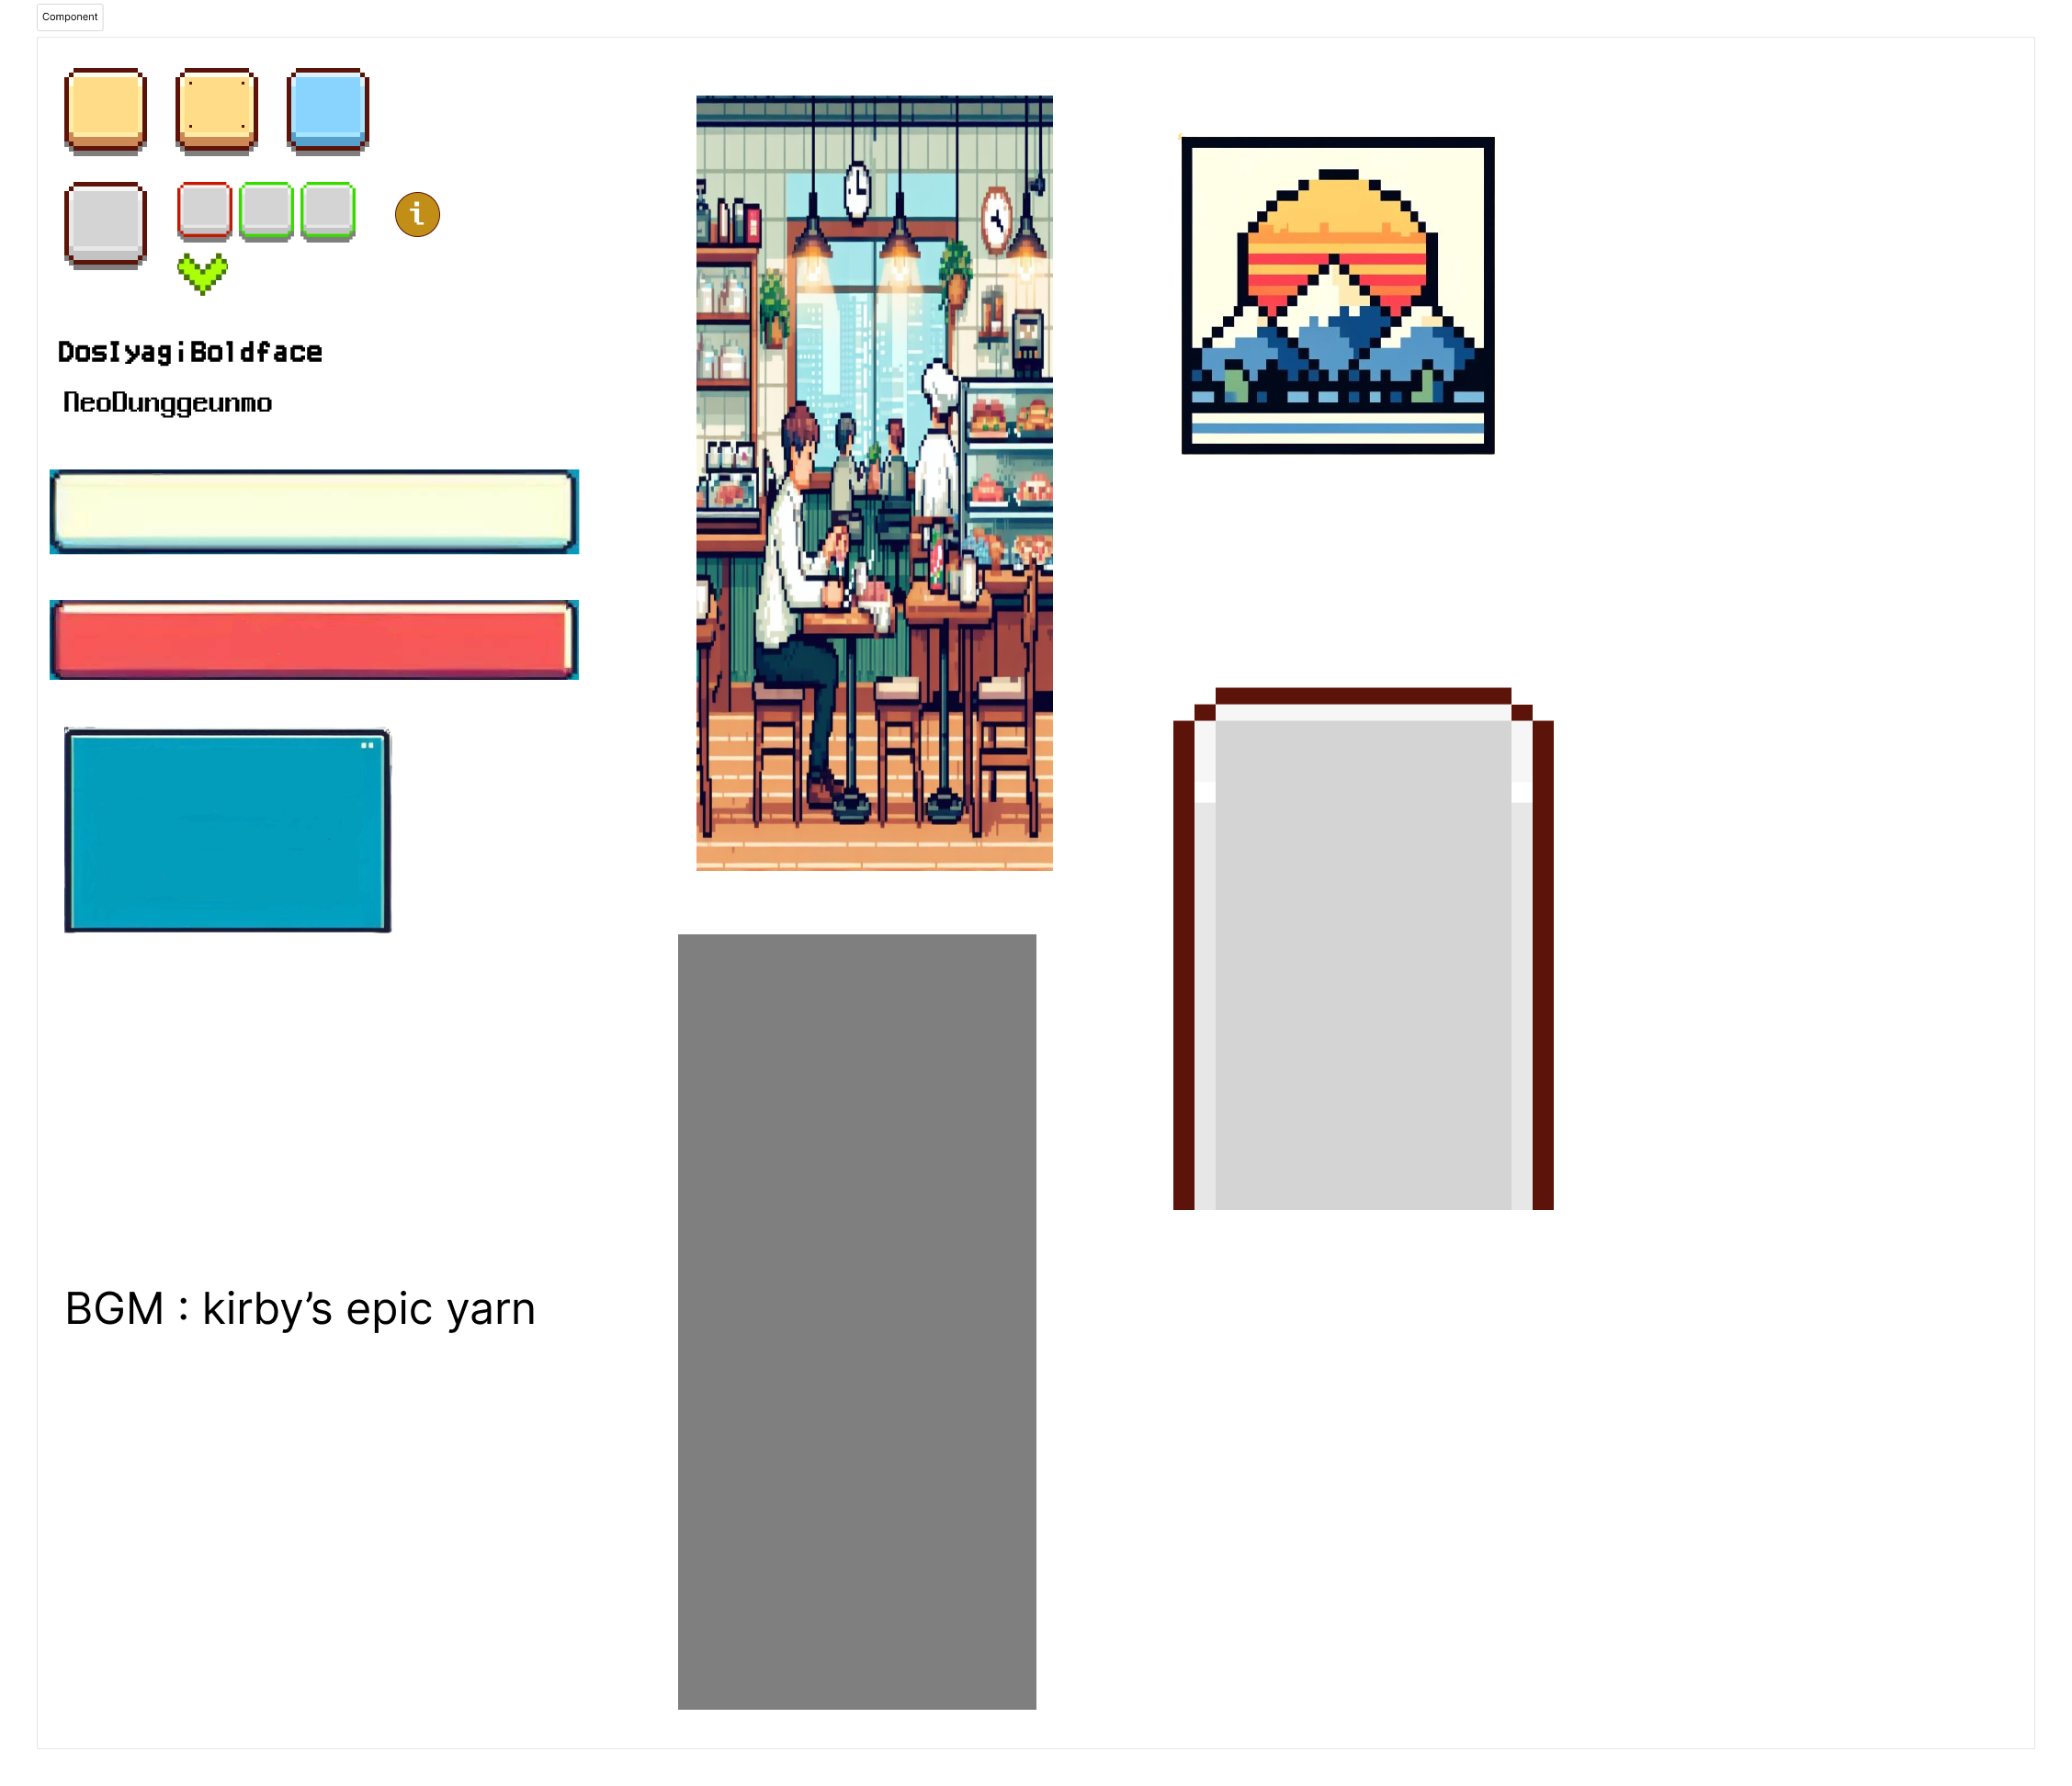 Component
i
DosIyagiBoldface
NeoDunggeunmo
BGM : kirby’s epic yarn